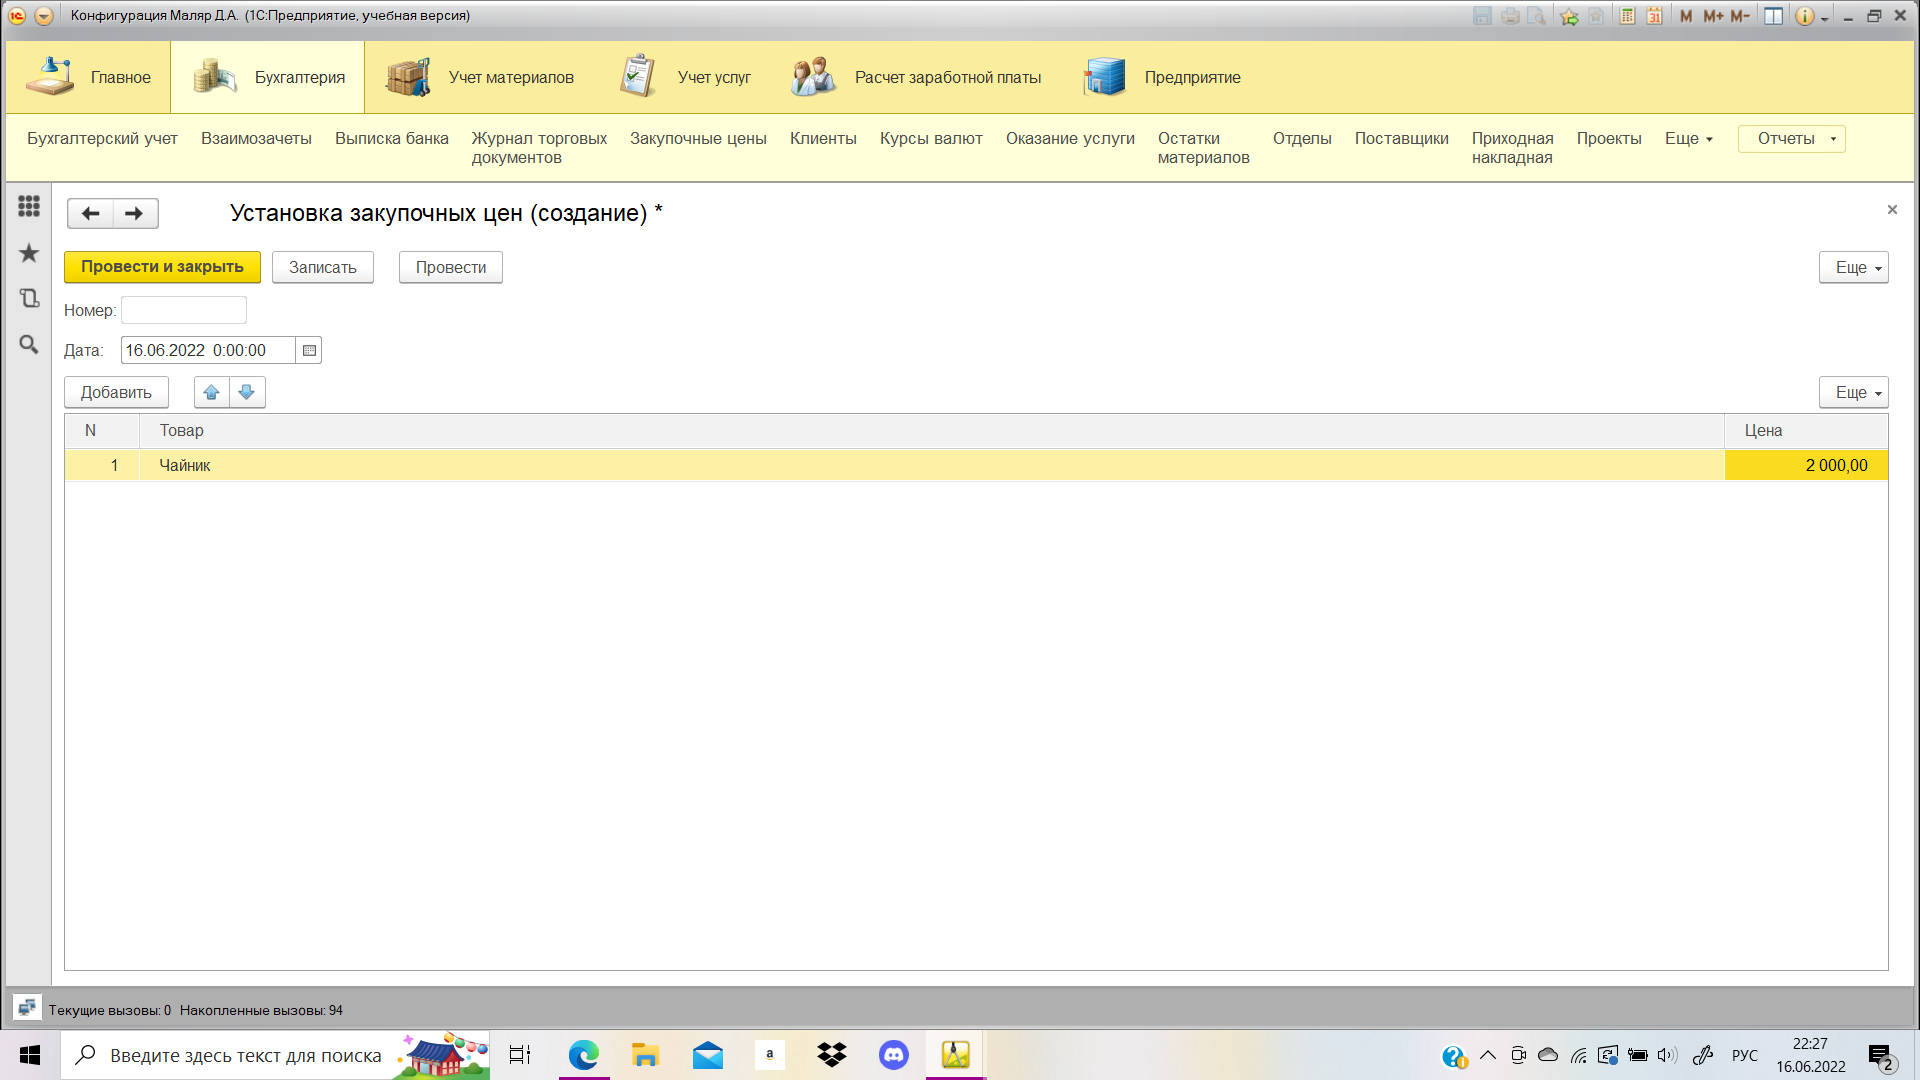 Конфигурация Маляр Д.А. (1С:Предприятие, учебная версия)
M M+ M-
Главное
Бухгалтерия
Учет материалов
Учет услуг
Расчет заработной платы
Предприятие
Бухгалтерский учет
Взаимозачеты
Выписка банка
Журнал торговых
документов
Закупочные цены
Клиенты
Курсы валют
Оказание услуги
Остатки
материалов
Отделы
Поставщики
Приходная
накладная
Проекты
Еще
Отчеты
Установка закупочных цен (создание) *
Провести и закрыть
Записать
Провести
Еще
Номер:
Дата: 16.06.2022 0:00:00
Добавить
Еще
N Товар Цена
1 Чайник 2 000,00
Текущие вызовы: 0 Накопленные вызовы: 94
Введите здесь текст для поиска
a
РУС
22:27
16.06.2022
2